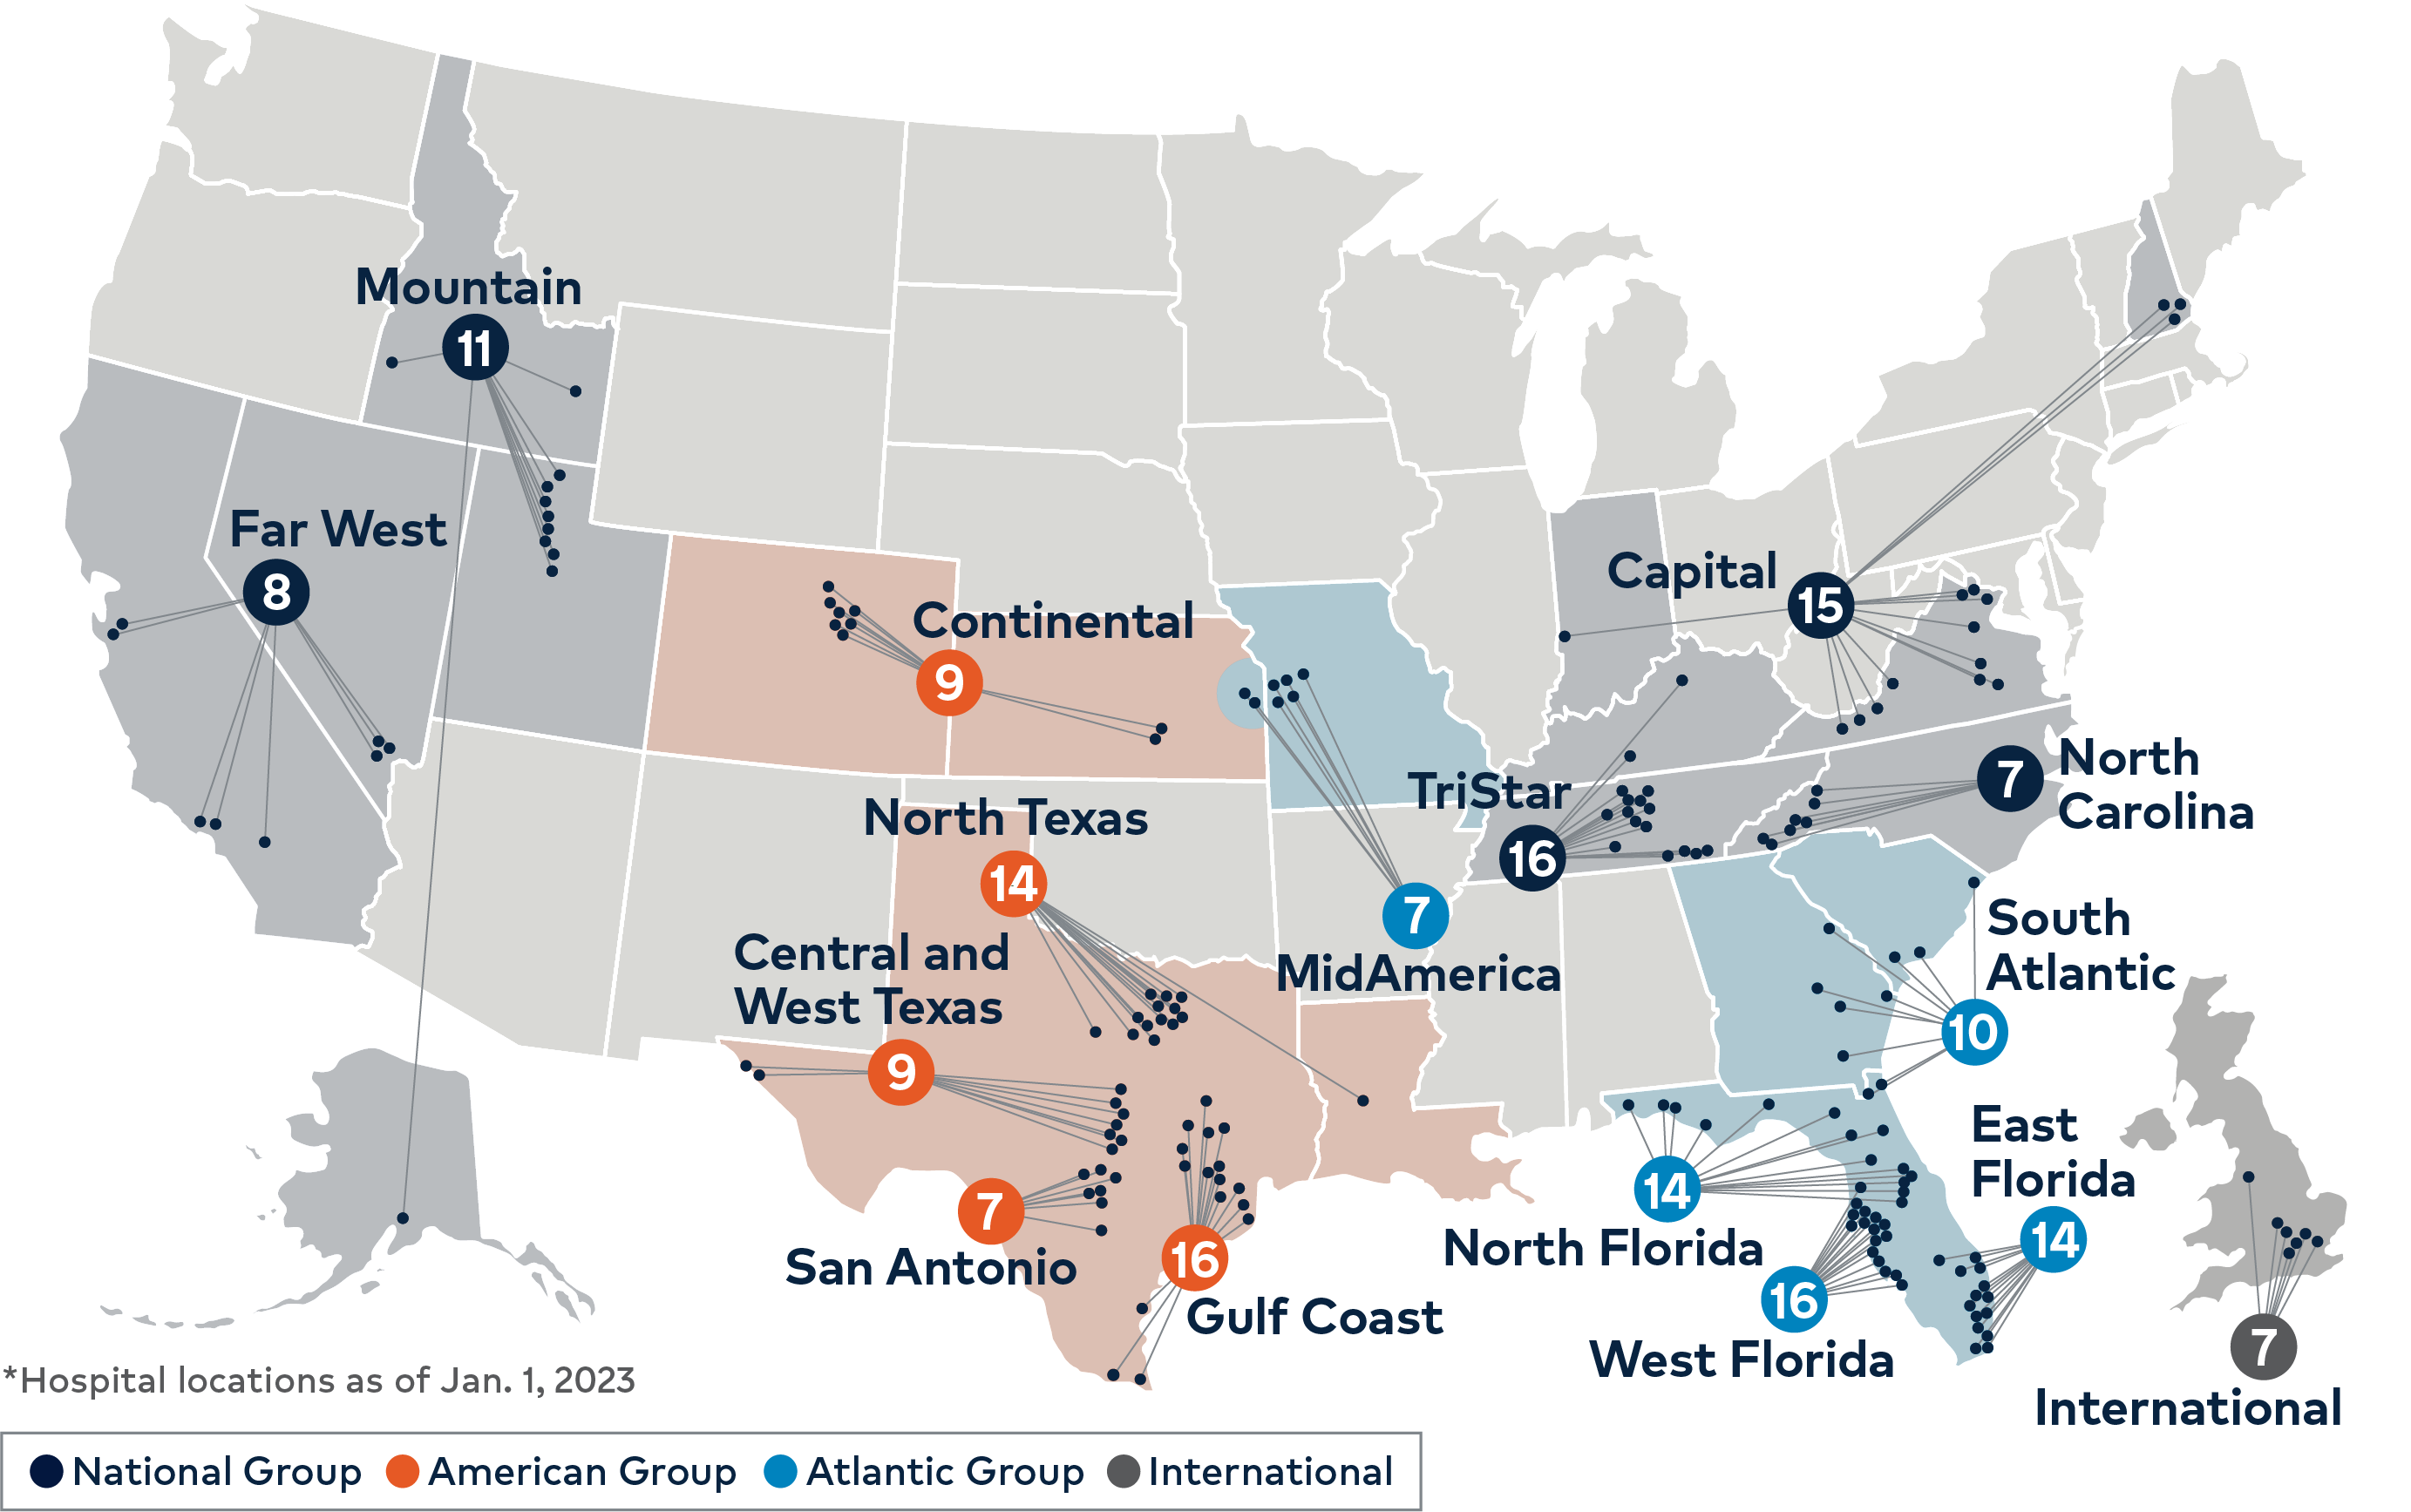 Mountain
11
Far West
8
Continental
9
Capital
15
North
Carolina
7
TriStar
16
North Texas
14
7
MidAmerica
South
Atlantic
10
Central and
West Texas
9
East
Florida
14
7
San Antonio
16
Gulf Coast
14
North Florida
16
West Florida
7
International
*Hospital locations as of Jan. 1, 2023
National Group
American Group
Atlantic Group
International